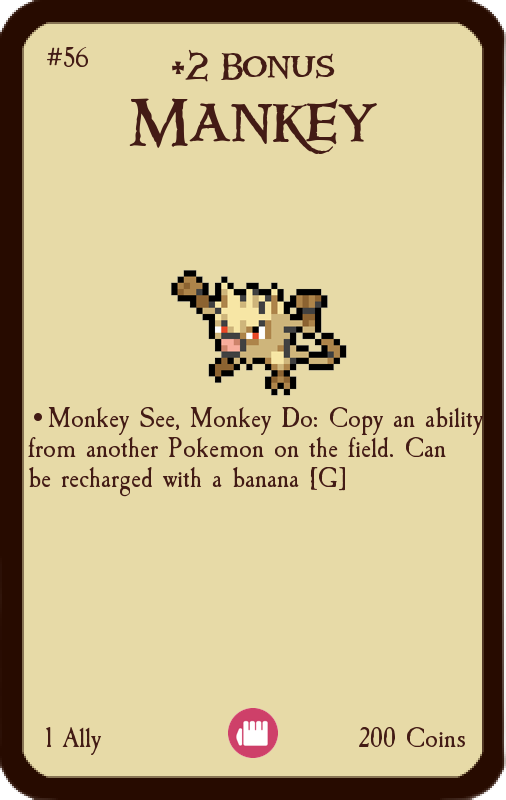 #56
+2 Bonus
Mankey
•Monkey See, Monkey Do: Copy an ability
from another Pokemon on the field. Can
be recharged with a banana [G]
1 Ally
200 Coins